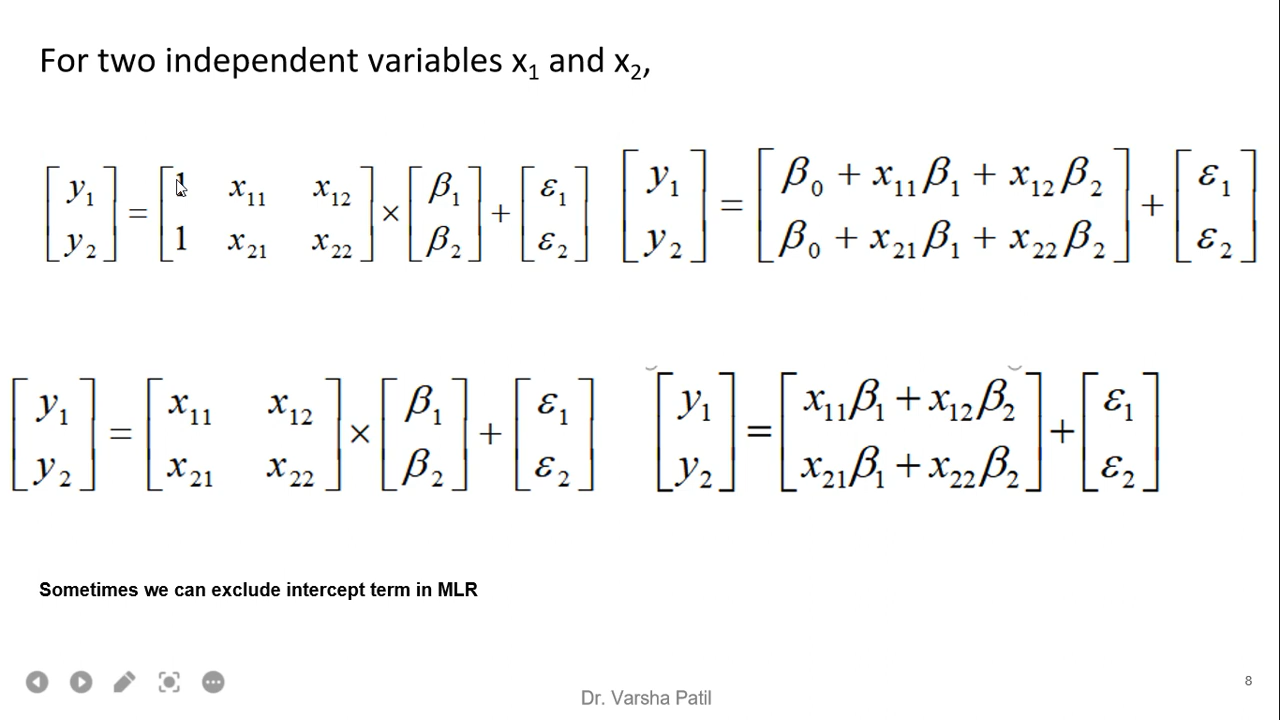 For two independent variables x₁ and x₂,
[y₁ y₂] = [1 x₁₁ x₁₂; 1 x₂₁ x₂₂] × [β₁ β₂] + [ε₁ ε₂]
[y₁ y₂] = [β₀ + x₁₁β₁ + x₁₂β₂; β₀ + x₂₁β₁ + x₂₂β₂] + [ε₁ ε₂]
[y₁ y₂] = [x₁₁ x₁₂; x₂₁ x₂₂] × [β₁ β₂] + [ε₁ ε₂]
[y₁ y₂] = [x₁₁β₁ + x₁₂β₂; x₂₁β₁ + x₂₂β₂] + [ε₁ ε₂]
Sometimes we can exclude intercept term in MLR
8
Dr. Varsha Patil